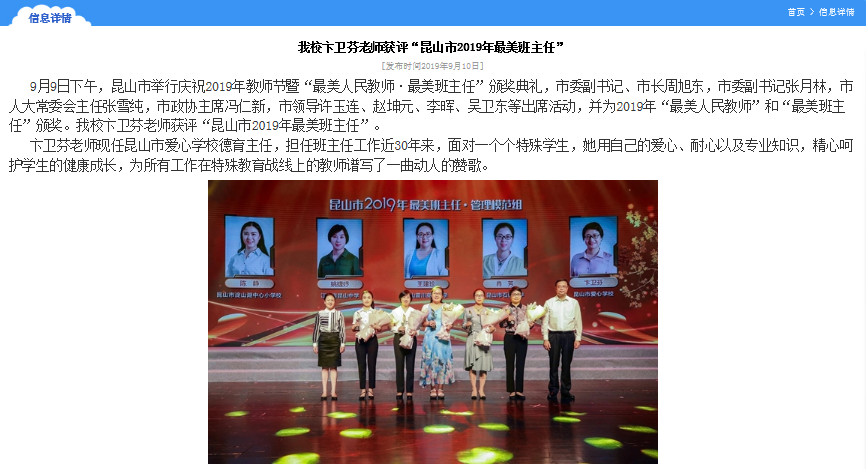 信息详情
首页 > 信息详情
我校卞卫芬老师获评“昆山市2019年最美班主任”
[发布时间2019年9月10日]
9月9日下午，昆山市举行庆祝2019年教师节暨“最美人民教师·最美班主任”颁奖典礼，市委副书记、市长周旭东，市委副书记张月林，市
人大常委会主任张雪纯，市政协主席冯仁新，市领导许玉连、赵坤元、李晖、吴卫东等出席活动，并为2019年“最美人民教师”和“最美班主
任”颁奖。我校卞卫芬老师获评“昆山市2019年最美班主任”。
卞卫芬老师现任昆山市爱心学校德育主任，担任班主任工作近30年来，面对一个个特殊学生，她用自己的爱心、耐心以及专业知识，精心呵
护学生的健康成长，为所有工作在特殊教育战线上的教师谱写了一曲动人的赞歌。
昆山市2019年最美班主任·管理模范组
卞卫芬
昆山市爱心学校